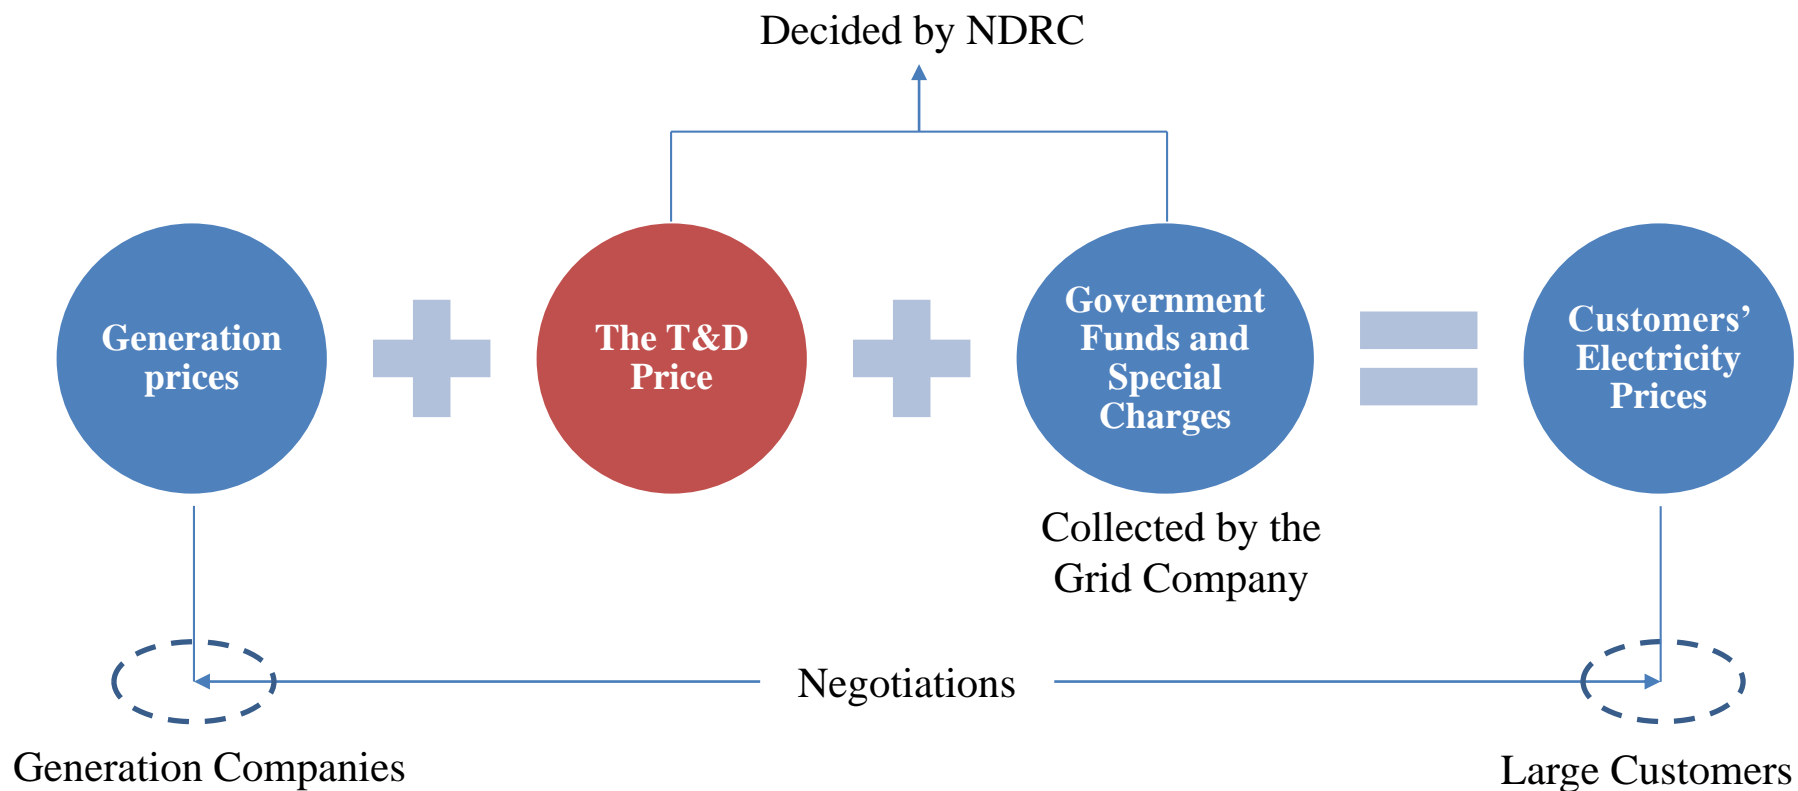 Decided by NDRC
Generation
prices
The T&D
Price
Government
Funds and
Special
Charges
Customers’
Electricity
Prices
Collected by the
Grid Company
Negotiations
Generation Companies
Large Customers